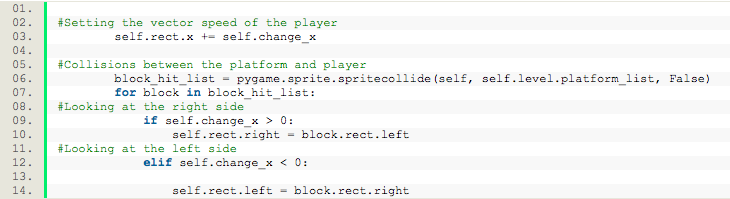 01.
02. #Setting the vector speed of the player
03. self.rect.x += self.change_x
04.
05. #Collisions between the platform and player
06. block_hit_list = pygame.sprite.spritecollide(self, self.level.platform_list, False)
07. for block in block_hit_list:
08. #Looking at the right side
09. if self.change_x > 0:
10. self.rect.right = block.rect.left
11. #Looking at the left side
12. elif self.change_x < 0:
13.
14. self.rect.left = block.rect.right